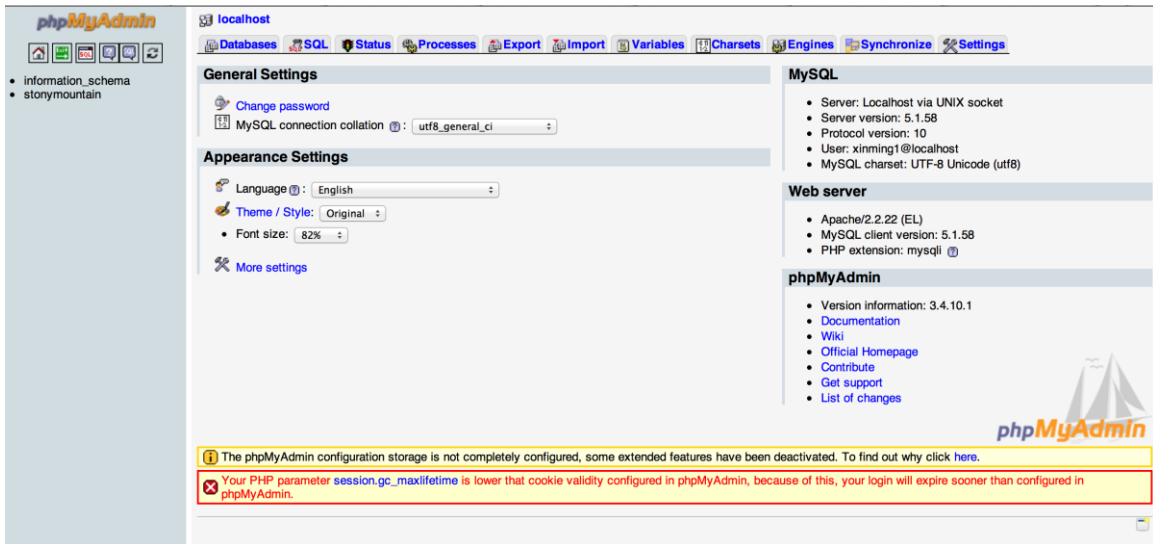 phpMyAdmin
SQL
information_schema
stonymountain
localhost
Databases SQL Status Processes Export Import Variables Charsets Engines Synchronize Settings
General Settings
Change password
MySQL connection collation : utf8_general_ci
Appearance Settings
Language : English
Theme / Style: Original
Font size: 82%
More settings
MySQL
Server: Localhost via UNIX socket
Server version: 5.1.58
Protocol version: 10
User: xinming1@localhost
MySQL charset: UTF-8 Unicode (utf8)
Web server
Apache/2.2.22 (EL)
MySQL client version: 5.1.58
PHP extension: mysqli
phpMyAdmin
Version information: 3.4.10.1
Documentation
Wiki
Official Homepage
Contribute
Get support
List of changes
phpMyAdmin
The phpMyAdmin configuration storage is not completely configured, some extended features have been deactivated. To find out why click here.
Your PHP parameter session.gc_maxlifetime is lower that cookie validity configured in phpMyAdmin, because of this, your login will expire sooner than configured in
phpMyAdmin.